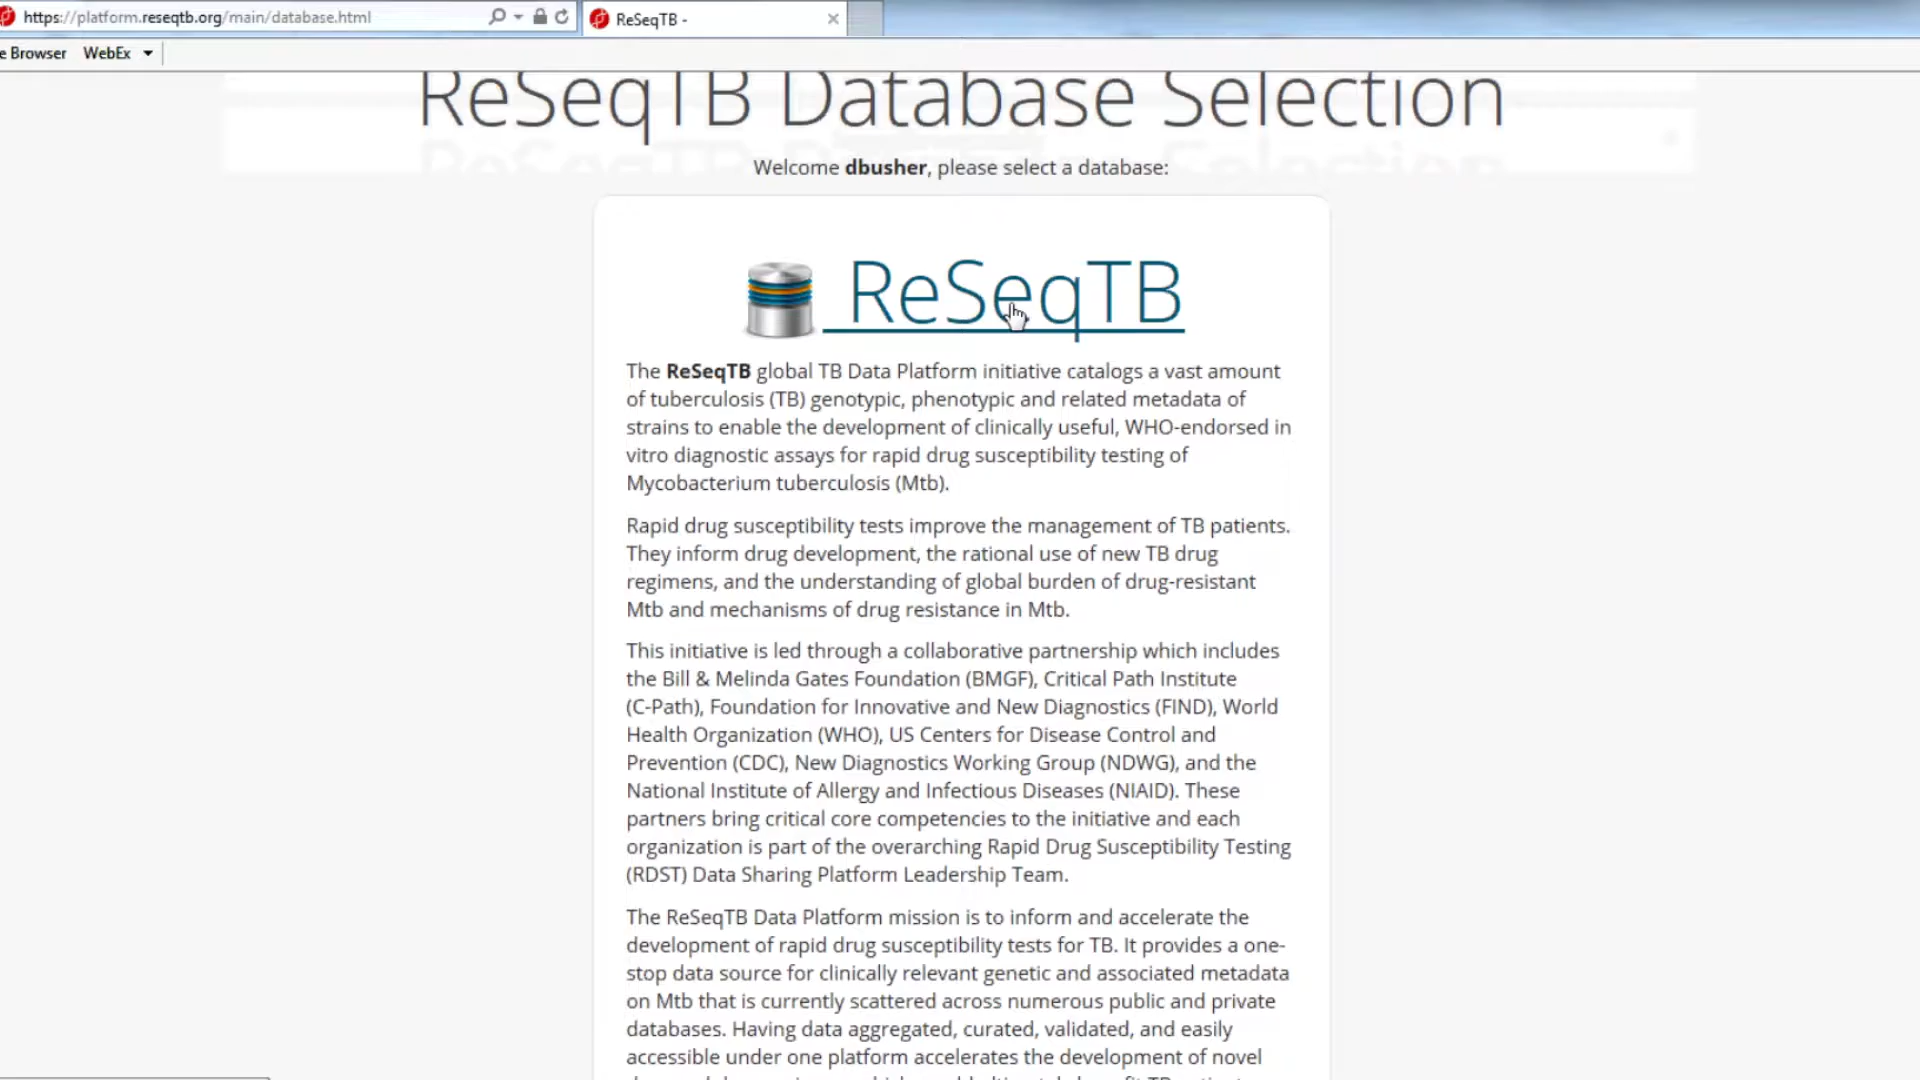 https://platform.reseqtb.org/main/database.html
ReSeqTB -
e Browser WebEx
ReSeqTB Database Selection
Welcome dbusher, please select a database:
ReSeqTB
The ReSeqTB global TB Data Platform initiative catalogs a vast amount
of tuberculosis (TB) genotypic, phenotypic and related metadata of
strains to enable the development of clinically useful, WHO-endorsed in
vitro diagnostic assays for rapid drug susceptibility testing of
Mycobacterium tuberculosis (Mtb).
Rapid drug susceptibility tests improve the management of TB patients.
They inform drug development, the rational use of new TB drug
regimens, and the understanding of global burden of drug-resistant
Mtb and mechanisms of drug resistance in Mtb.
This initiative is led through a collaborative partnership which includes
the Bill & Melinda Gates Foundation (BMGF), Critical Path Institute
(C-Path), Foundation for Innovative and New Diagnostics (FIND), World
Health Organization (WHO), US Centers for Disease Control and
Prevention (CDC), New Diagnostics Working Group (NDWG), and the
National Institute of Allergy and Infectious Diseases (NIAID). These
partners bring critical core competencies to the initiative and each
organization is part of the overarching Rapid Drug Susceptibility Testing
(RDST) Data Sharing Platform Leadership Team.
The ReSeqTB Data Platform mission is to inform and accelerate the
development of rapid drug susceptibility tests for TB. It provides a one-
stop data source for clinically relevant genetic and associated metadata
on Mtb that is currently scattered across numerous public and private
databases. Having data aggregated, curated, validated, and easily
accessible under one platform accelerates the development of novel